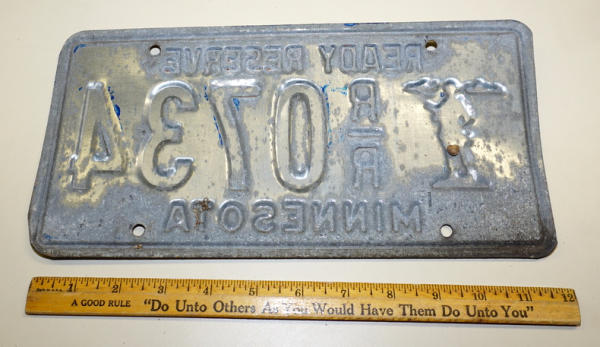 READY RESERVE
R/R 0734
MINNESOTA
1 2 3 4 5 6 7 8 9 10 11 12
A GOOD RULE "Do Unto Others As You Would Have Them Do Unto You"